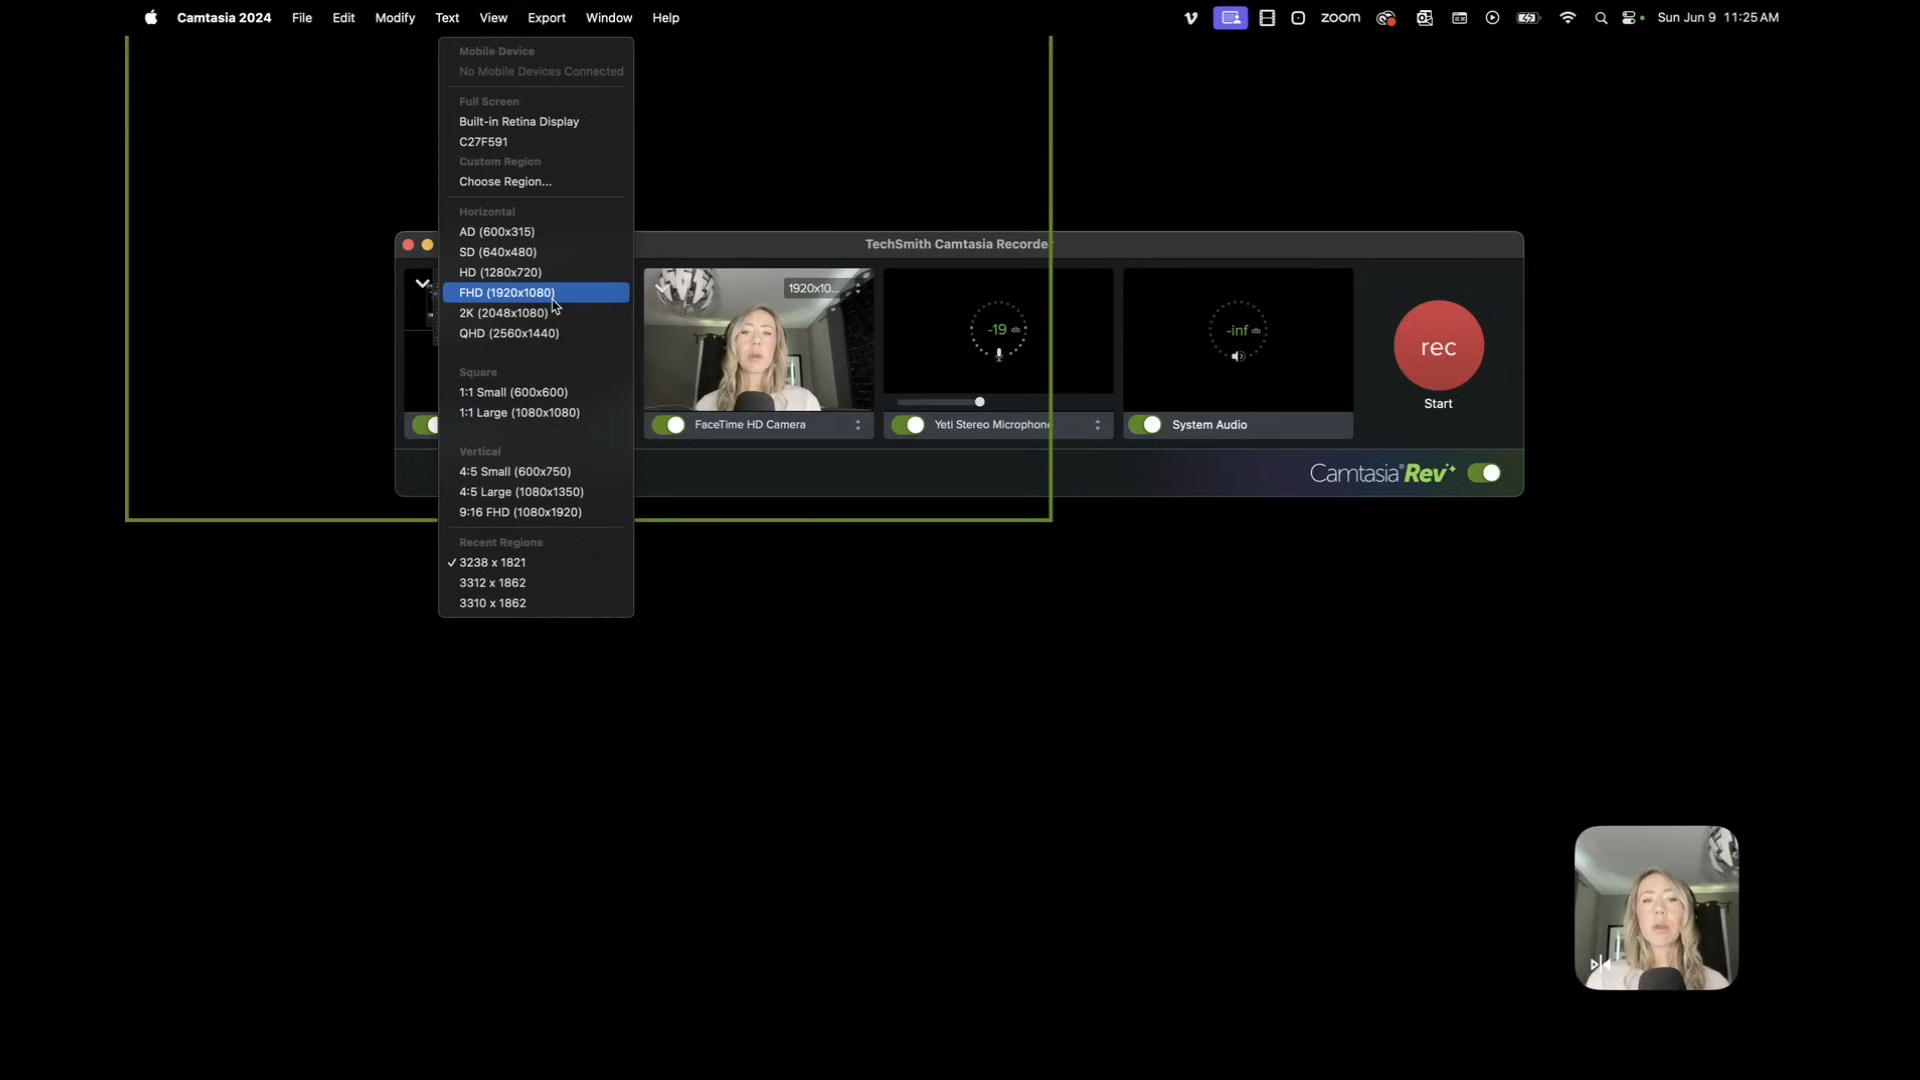 Camtasia 2024 File Edit Modify Text View Export Window Help zoom Sun Jun 9 11:25 AM
Mobile Device
No Mobile Devices Connected
Full Screen
Built-in Retina Display
C27F591
Custom Region
Choose Region...
Horizontal
AD (600x315)
SD (640x480)
HD (1280x720)
FHD (1920x1080)
2K (2048x1080)
QHD (2560x1440)
Square
1:1 Small (600x600)
1:1 Large (1080x1080)
Vertical
4:5 Small (600x750)
4:5 Large (1080x1350)
9:16 FHD (1080x1920)
Recent Regions
3238 x 1821
3312 x 1862
3310 x 1862
TechSmith Camtasia Recorder
1920x10...
-19 db
-inf db
rec
Start
FaceTime HD Camera
Yeti Stereo Microphone
System Audio
Camtasia Rev